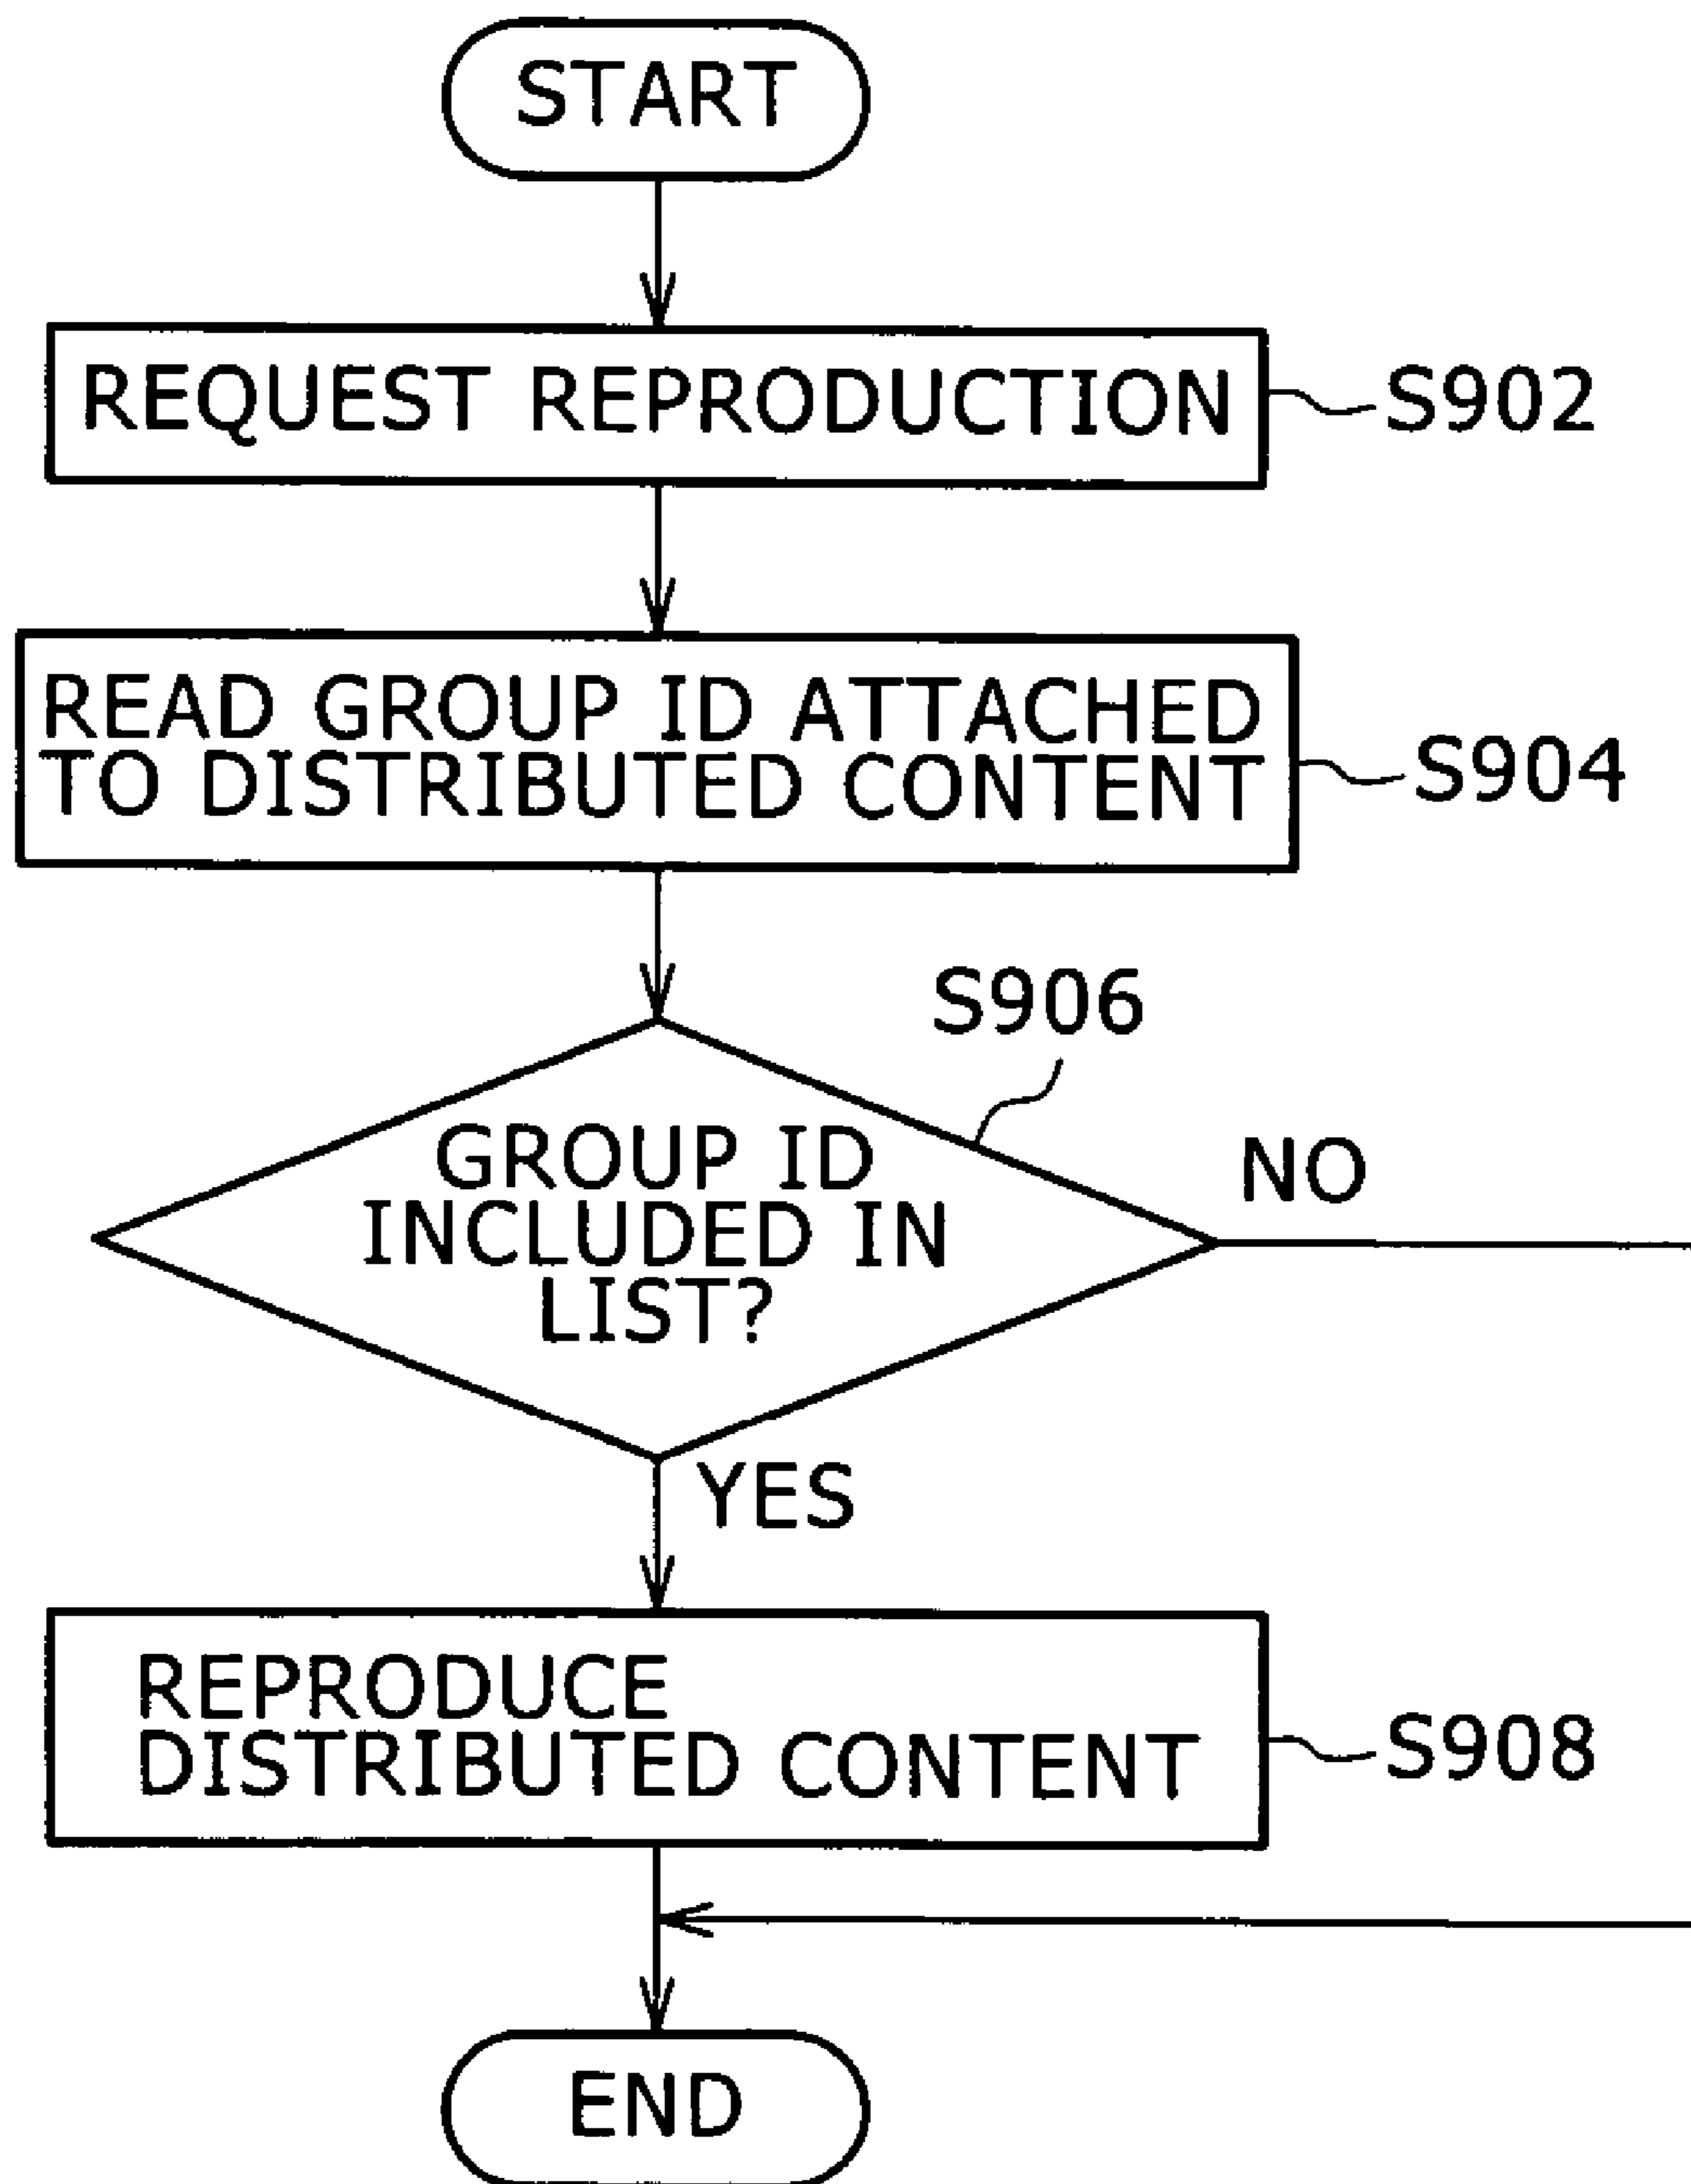 START
REQUEST REPRODUCTION
S902
READ GROUP ID ATTACHED
TO DISTRIBUTED CONTENT
S904
S906
GROUP ID
INCLUDED IN
LIST?
NO
YES
REPRODUCE
DISTRIBUTED CONTENT
S908
END